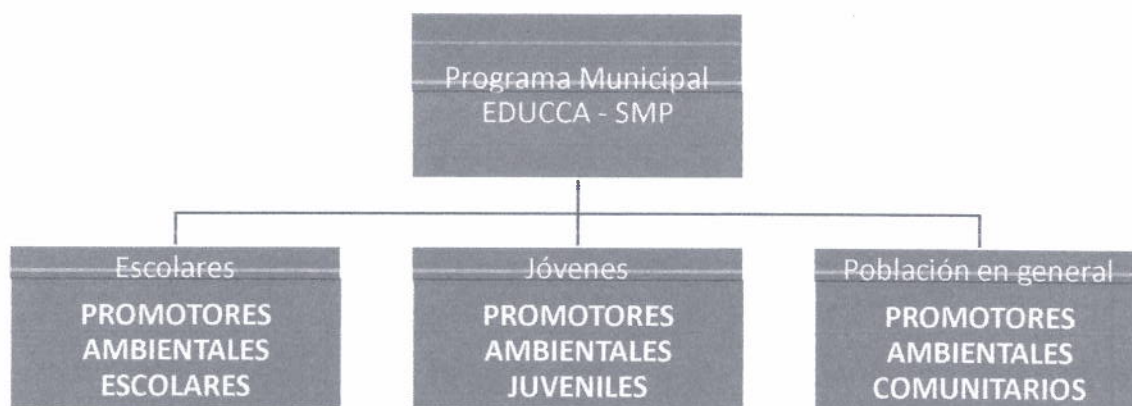 Programa Municipal
EDUCCA - SMP
Escolares
PROMOTORES
AMBIENTALES
ESCOLARES
Jóvenes
PROMOTORES
AMBIENTALES
JUVENILES
Población en general
PROMOTORES
AMBIENTALES
COMUNITARIOS